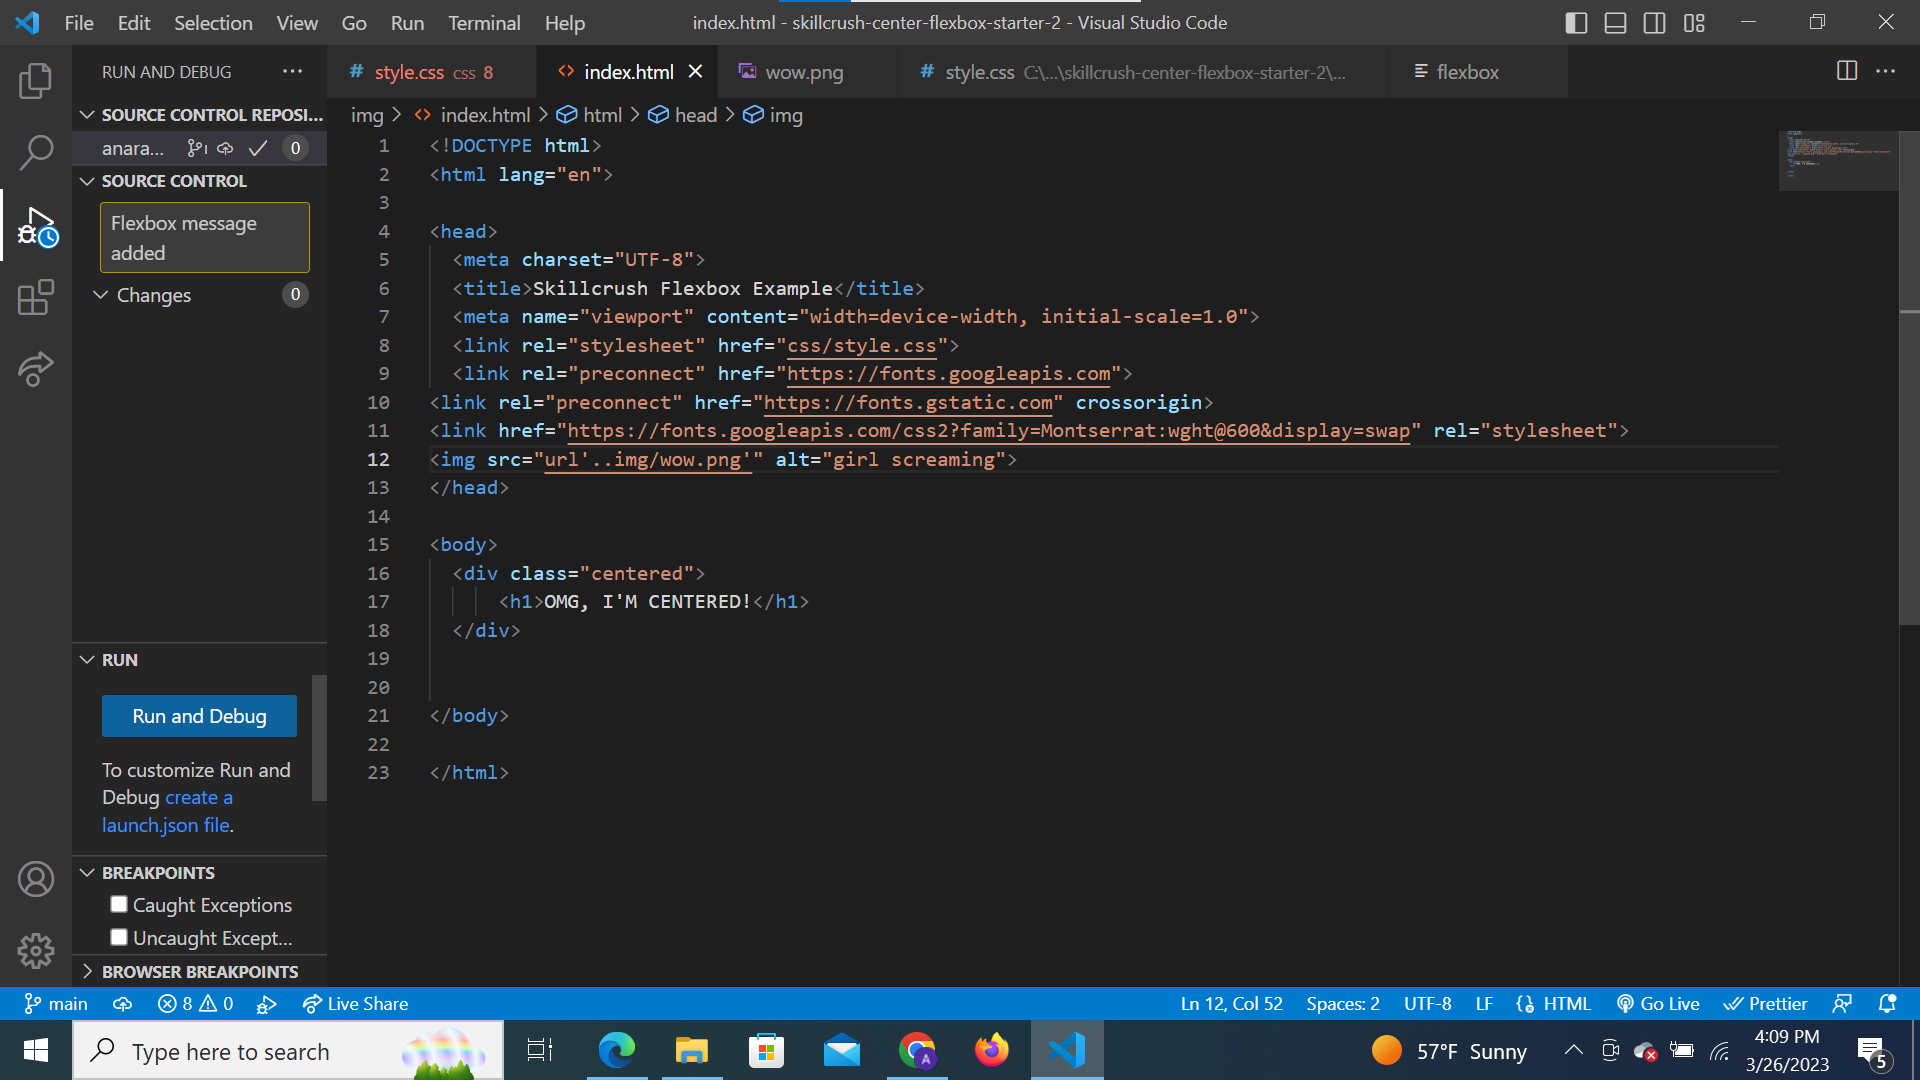 File Edit Selection View Go Run Terminal Help index.html - skillcrush-center-flexbox-starter-2 - Visual Studio Code
RUN AND DEBUG ...
# style.css css 8 <> index.html × wow.png # style.css C:\...\skillcrush-center-flexbox-starter-2\... flexbox ...
img > <> index.html > html > head > img
SOURCE CONTROL REPOSI...
anara... 0
SOURCE CONTROL
Flexbox message
added
Changes 0
1 <!DOCTYPE html>
2 <html lang="en">
3
4 <head>
5 <meta charset="UTF-8">
6 <title>Skillcrush Flexbox Example</title>
7 <meta name="viewport" content="width=device-width, initial-scale=1.0">
8 <link rel="stylesheet" href="css/style.css">
9 <link rel="preconnect" href="https://fonts.googleapis.com">
10 <link rel="preconnect" href="https://fonts.gstatic.com" crossorigin>
11 <link href="https://fonts.googleapis.com/css2?family=Montserrat:wght@600&display=swap" rel="stylesheet">
12 <img src="url'..img/wow.png'" alt="girl screaming">
13 </head>
14
15 <body>
16 <div class="centered">
17 <h1>OMG, I'M CENTERED!</h1>
18 </div>
19
20
21 </body>
22
23 </html>
RUN
Run and Debug
To customize Run and
Debug create a
launch.json file.
BREAKPOINTS
Caught Exceptions
Uncaught Except...
BROWSER BREAKPOINTS
main 8 0 Live Share Ln 12, Col 52 Spaces: 2 UTF-8 LF HTML Go Live Prettier
Type here to search A 57°F Sunny 4:09 PM
3/26/2023 5